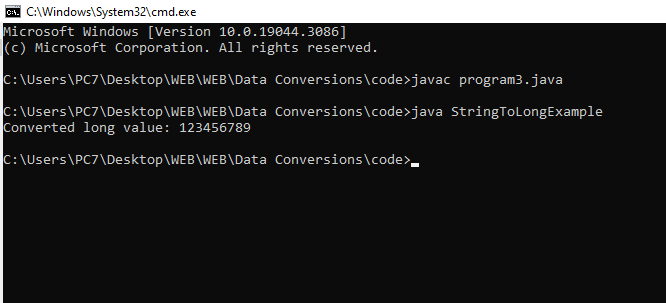 C:\Windows\System32\cmd.exe
Microsoft Windows [Version 10.0.19044.3086]
(c) Microsoft Corporation. All rights reserved.
C:\Users\PC7\Desktop\WEB\WEB\Data Conversions\code>javac program3.java
C:\Users\PC7\Desktop\WEB\WEB\Data Conversions\code>java StringToLongExample
Converted long value: 123456789
C:\Users\PC7\Desktop\WEB\WEB\Data Conversions\code>